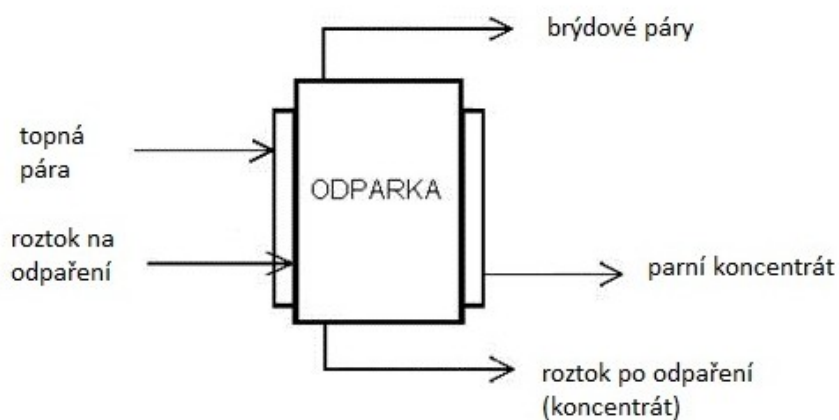 brýdové páry
topná
pára
ODPARKA
roztok na
odpaření
parní koncentrát
roztok po odpaření
(koncentrát)